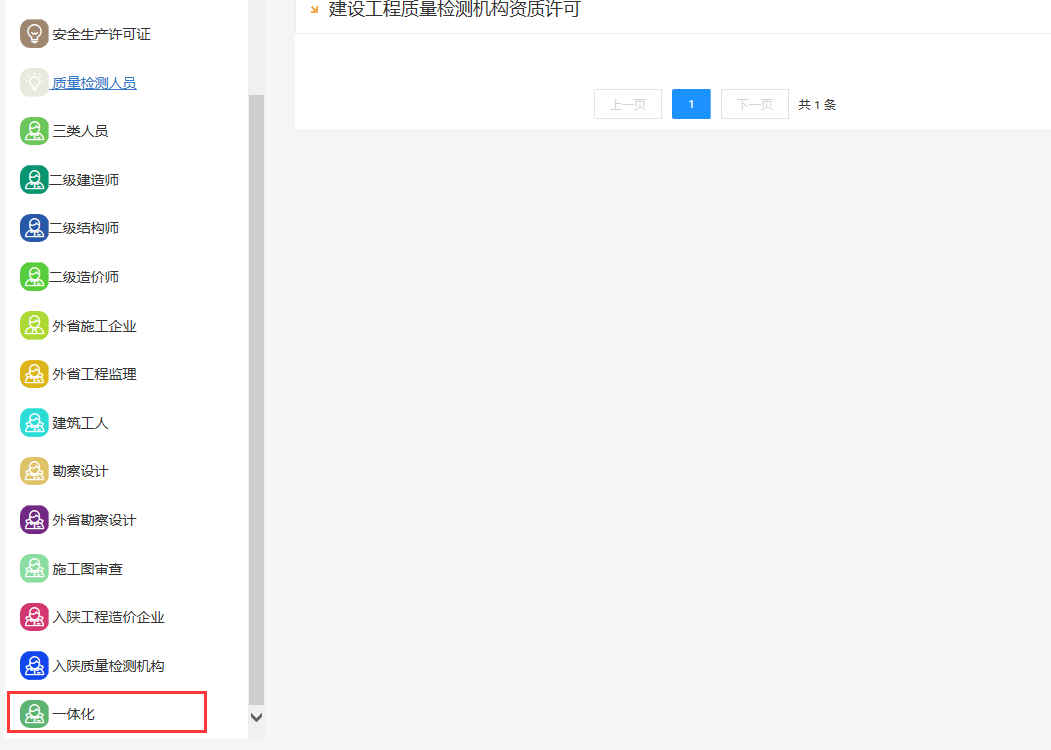 安全生产许可证
质量检测人员
三类人员
二级建造师
二级结构师
二级造价师
外省施工企业
外省工程监理
建筑工人
勘察设计
外省勘察设计
施工图审查
入陕工程造价企业
入陕质量检测机构
一体化
建设工程质量检测机构资质许可
上一页 1 下一页 共 1 条